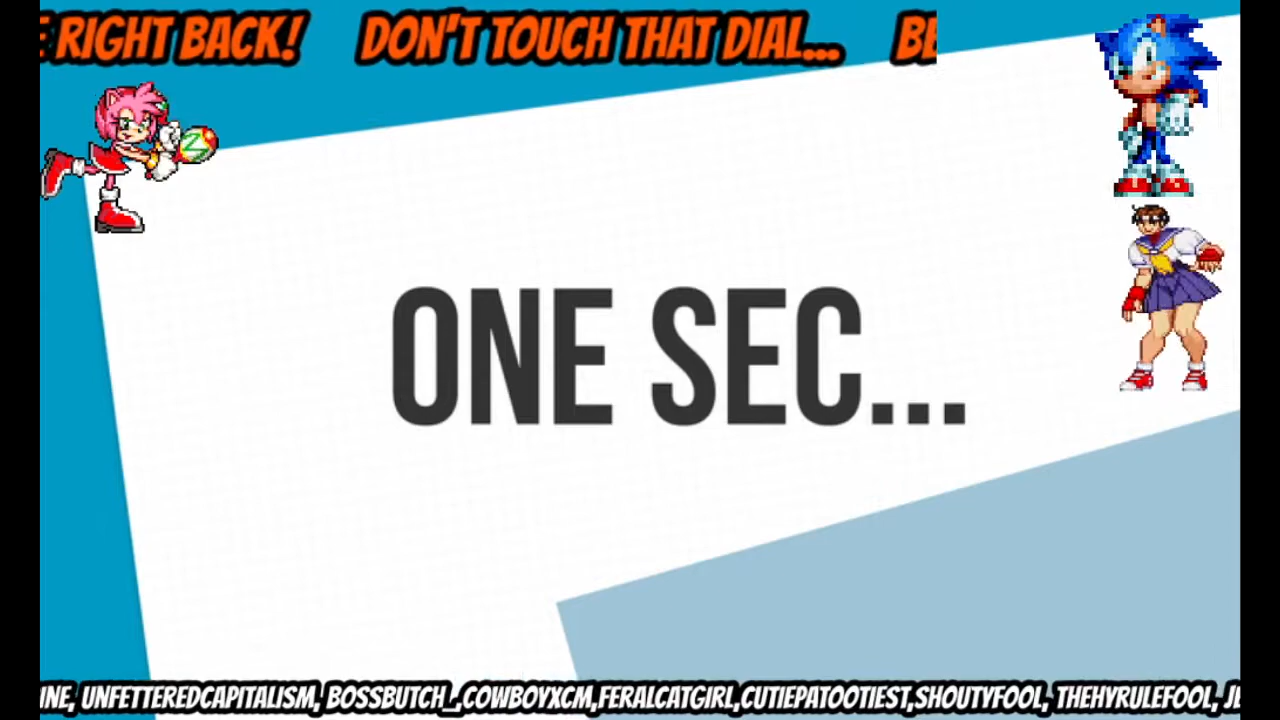 RIGHT BACK! DON'T TOUCH THAT DIAL...
ONE SEC...
UNFETTEREDCAPITALISM, BOSSBUTCH_,COWBOYXCM,FERALCATGIRL,CUTIEPATOOTIEST,SHOUTYFOOL, THEHYRULEFOOL,